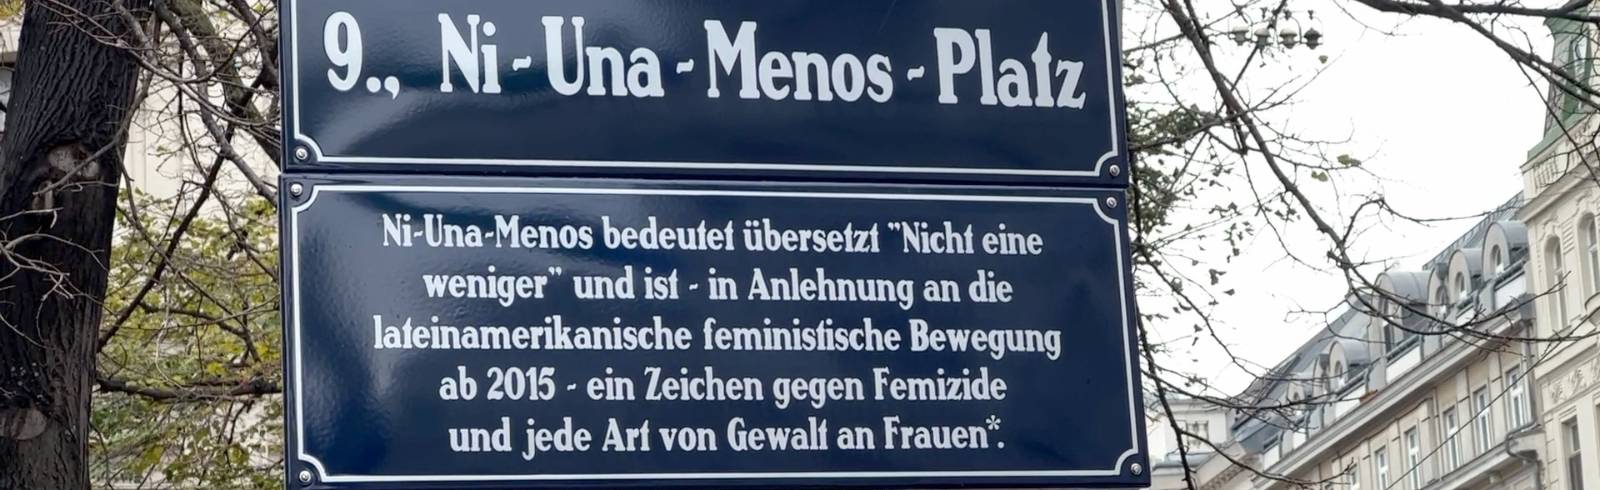 9., Ni-Una-Menos-Platz
Ni-Una-Menos bedeutet übersetzt "Nicht eine
weniger" und ist - in Anlehnung an die
lateinamerikanische feministische Bewegung
ab 2015 - ein Zeichen gegen Femizide
und jede Art von Gewalt an Frauen*.